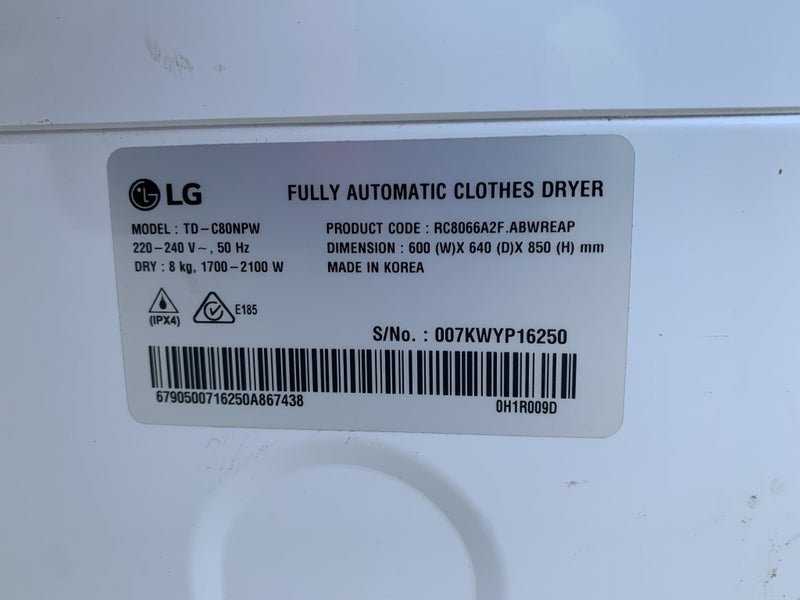 LG FULLY AUTOMATIC CLOTHES DRYER
MODEL : TD-C80NPW PRODUCT CODE : RC8066A2F.ABWREAP
220-240 V~, 50 Hz DIMENSION : 600 (W)X 640 (D)X 850 (H) mm
DRY : 8 kg, 1700-2100 W MADE IN KOREA
(IPX4) E185
S/No. : 007KWYP16250
6790500716250A867438 0H1R009D